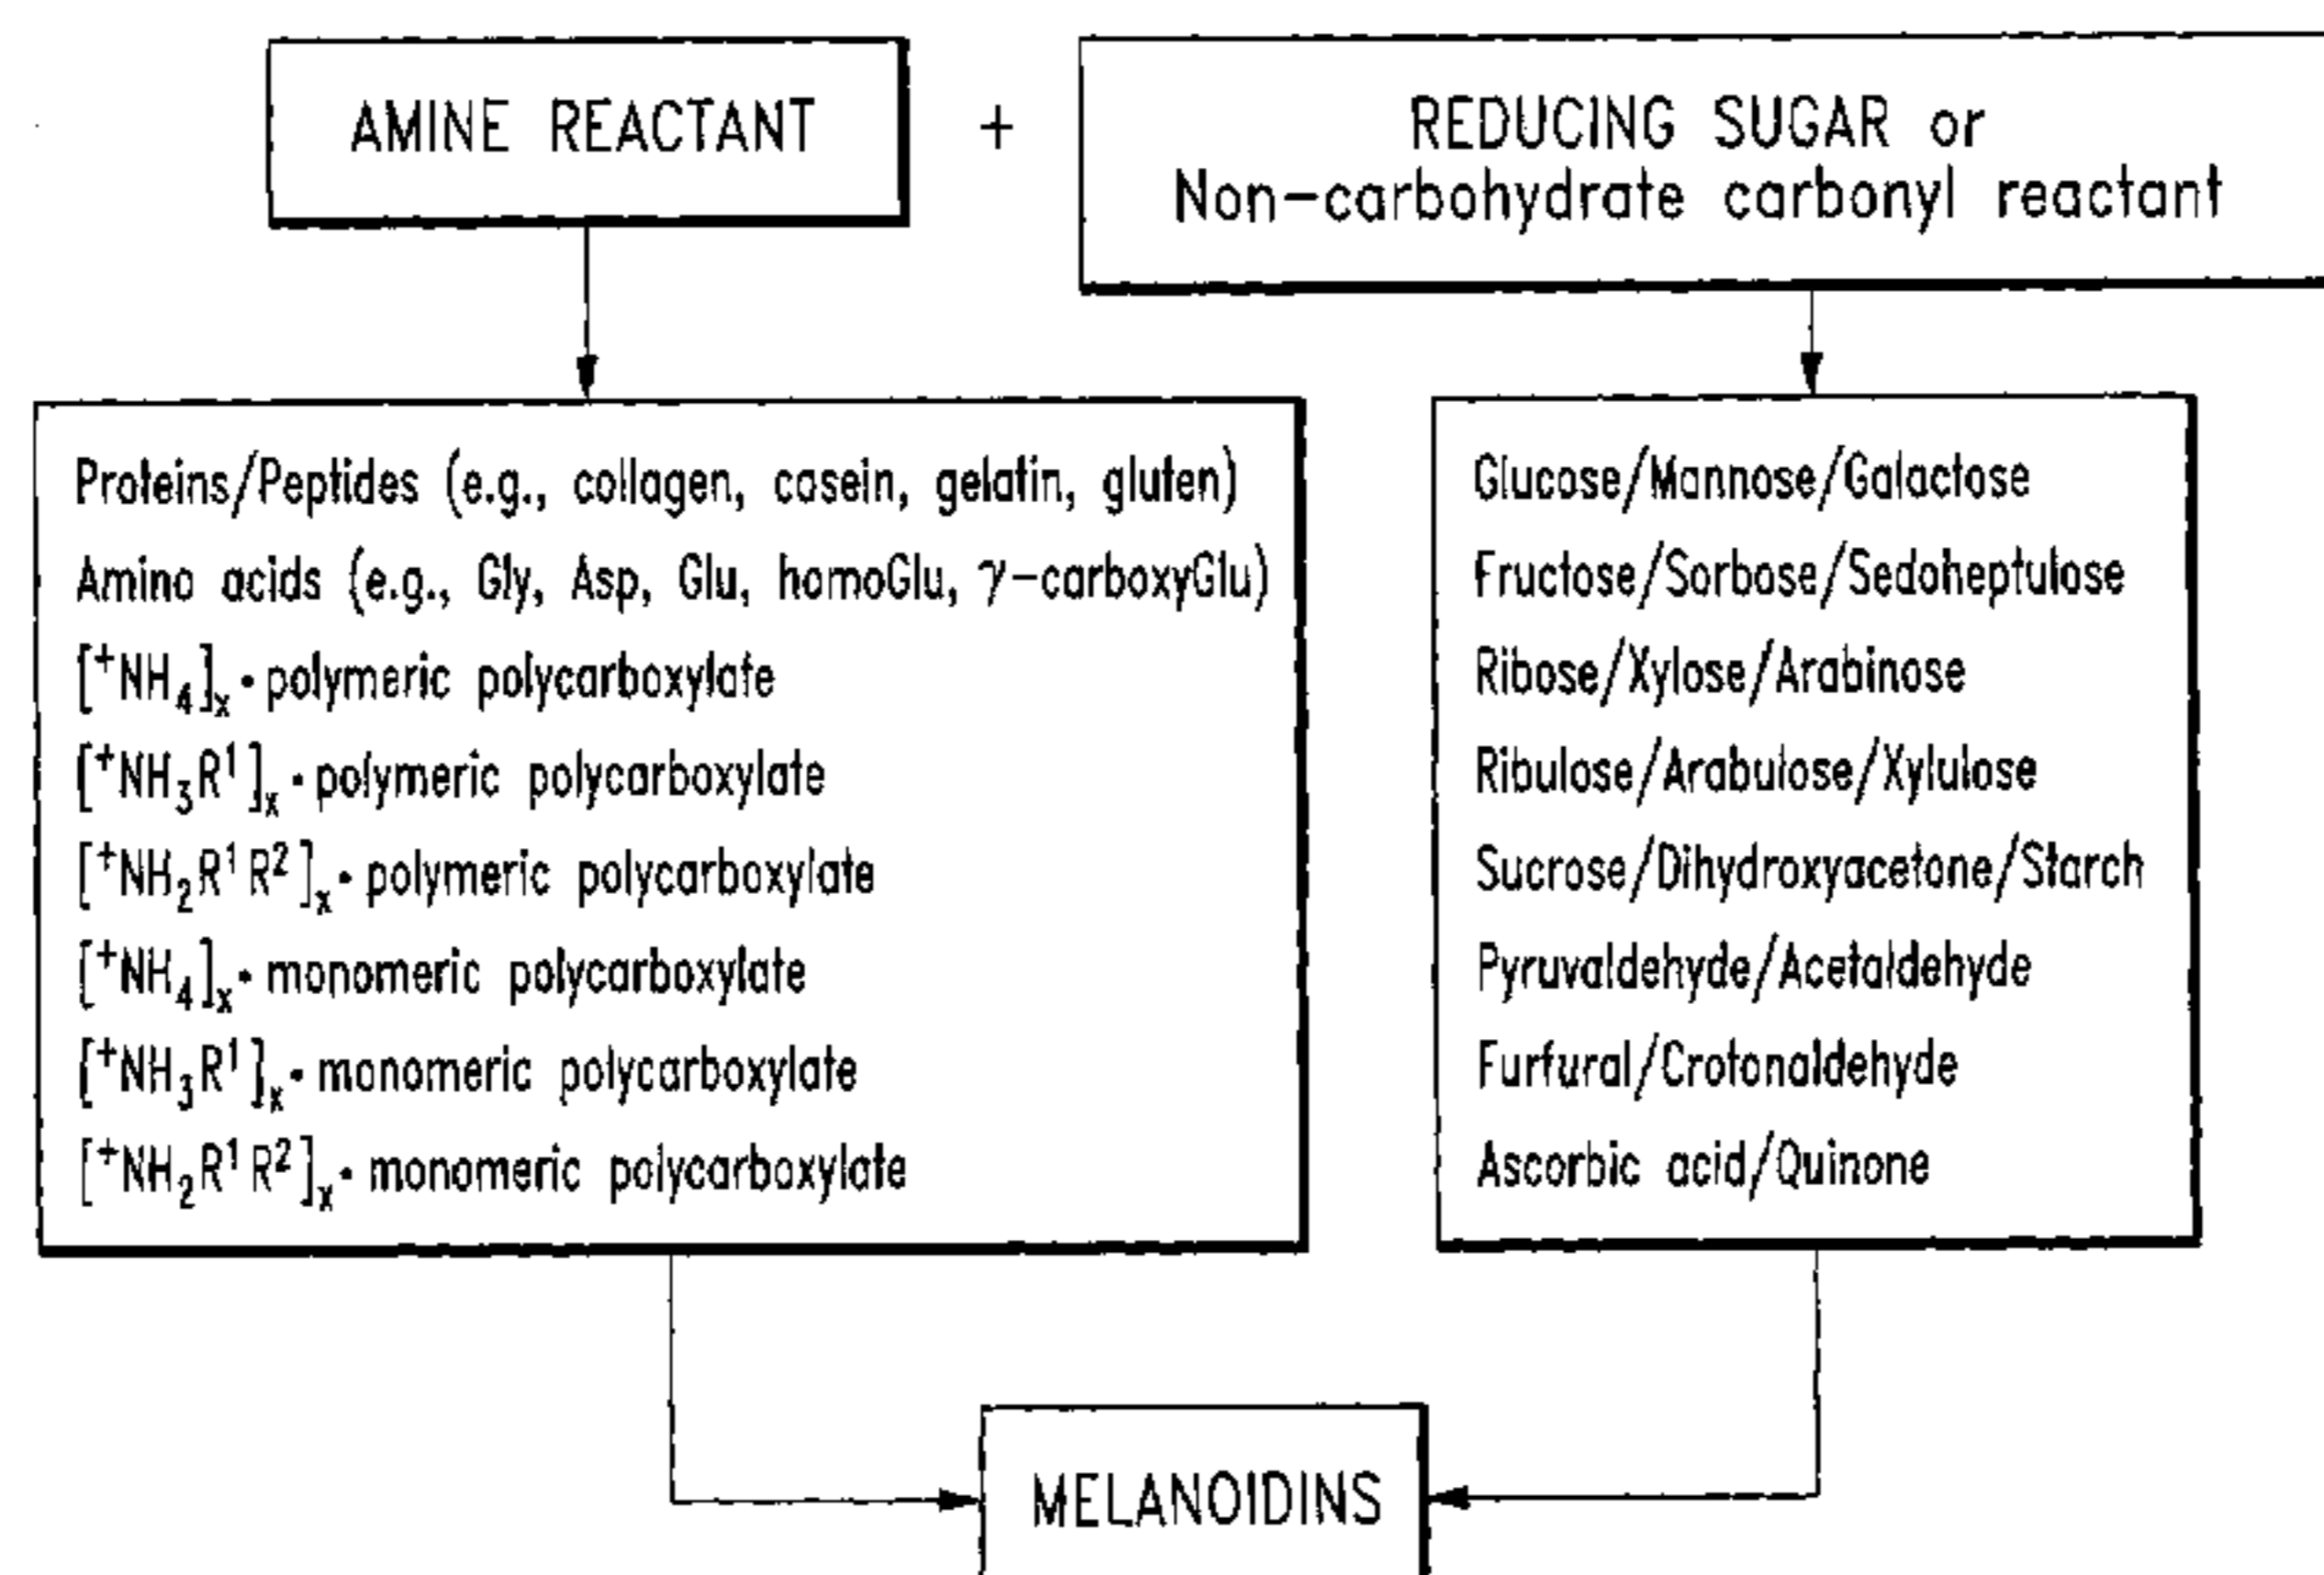 AMINE REACTANT
+
REDUCING SUGAR or
Non-carbohydrate carbonyl reactant
Proteins/Peptides (e.g., collagen, casein, gelatin, gluten)
Amino acids (e.g., Gly, Asp, Glu, homoGlu, γ-carboxyGlu)
[⁺NH₄]ₓ • polymeric polycarboxylate
[⁺NH₃R¹]ₓ • polymeric polycarboxylate
[⁺NH₂R¹R²]ₓ • polymeric polycarboxylate
[⁺NH₄]ₓ • monomeric polycarboxylate
[⁺NH₃R¹]ₓ • monomeric polycarboxylate
[⁺NH₂R¹R²]ₓ • monomeric polycarboxylate
Glucose/Mannose/Galactose
Fructose/Sorbose/Sedoheptulose
Ribose/Xylose/Arabinose
Ribulose/Arabulose/Xylulose
Sucrose/Dihydroxyacetone/Starch
Pyruvaldehyde/Acetaldehyde
Furfural/Crotonaldehyde
Ascorbic acid/Quinone
MELANOIDINS